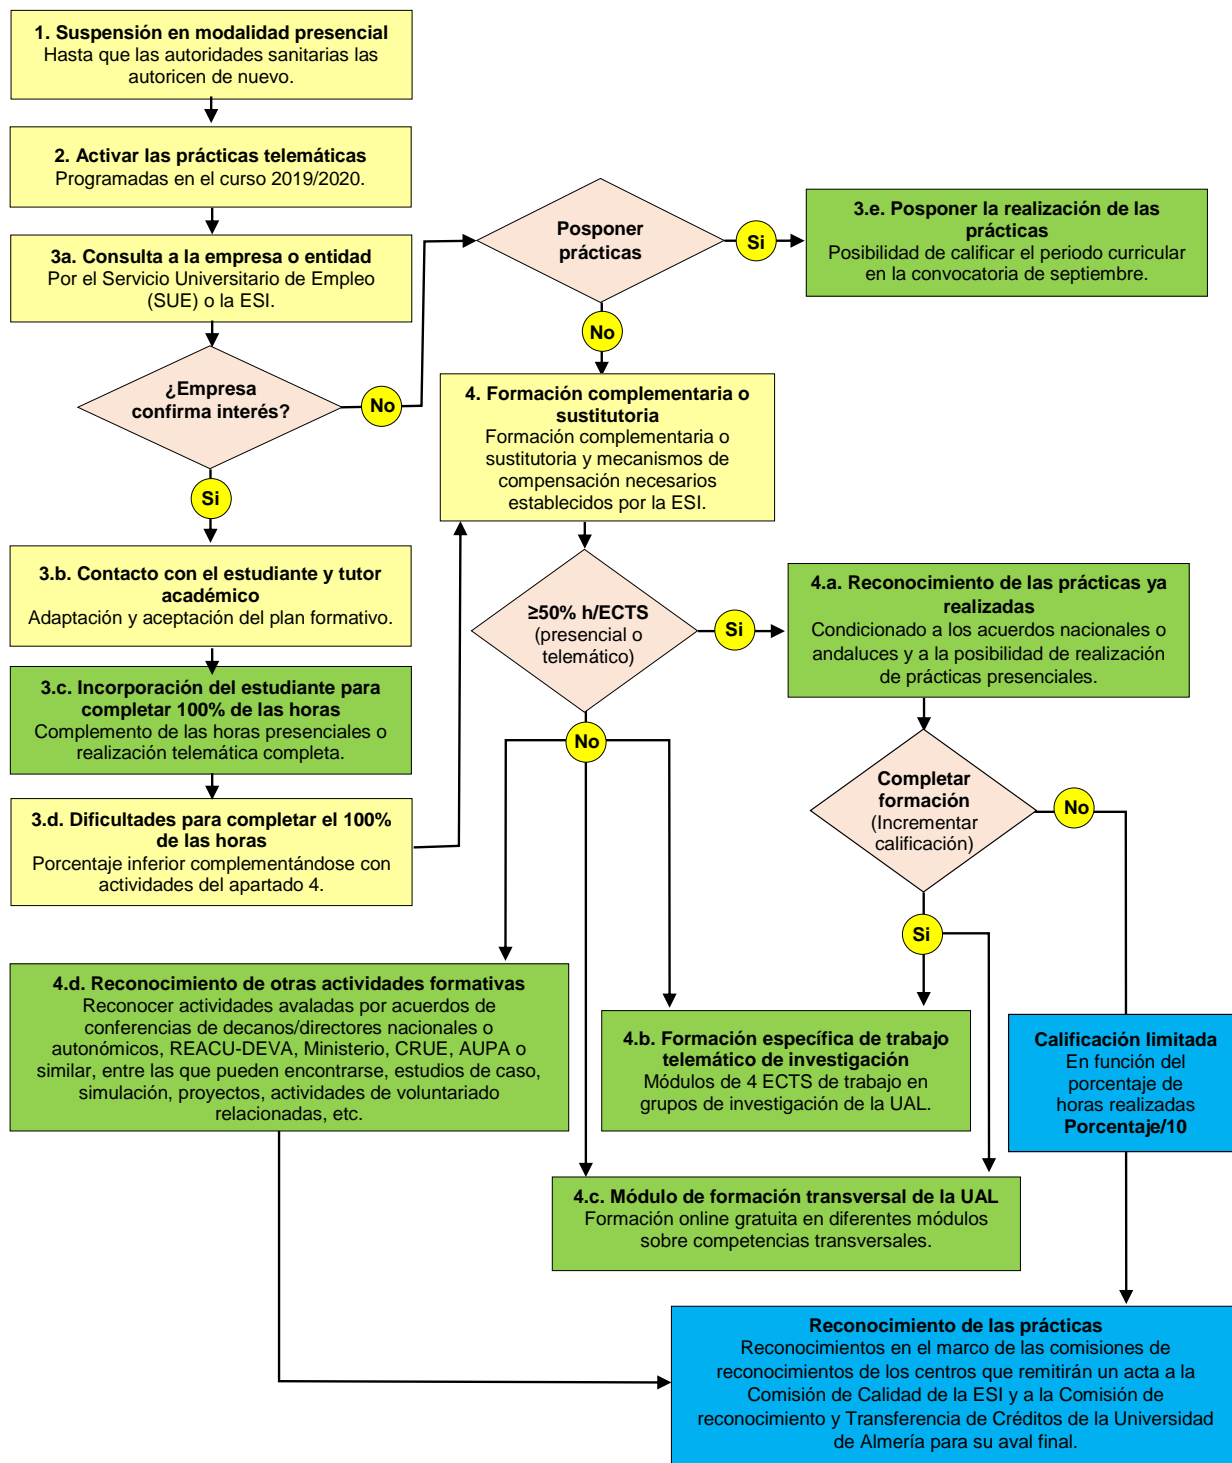 1. Suspensión en modalidad presencial
Hasta que las autoridades sanitarias las
autoricen de nuevo.
2. Activar las prácticas telemáticas
Programadas en el curso 2019/2020.
3a. Consulta a la empresa o entidad
Por el Servicio Universitario de Empleo
(SUE) o la ESI.
¿Empresa
confirma interés?
No
Si
Posponer
prácticas
Si
No
3.e. Posponer la realización de las
prácticas
Posibilidad de calificar el periodo curricular
en la convocatoria de septiembre.
3.b. Contacto con el estudiante y tutor
académico
Adaptación y aceptación del plan formativo.
3.c. Incorporación del estudiante para
completar 100% de las horas
Complemento de las horas presenciales o
realización telemática completa.
3.d. Dificultades para completar el 100%
de las horas
Porcentaje inferior complementándose con
actividades del apartado 4.
4. Formación complementaria o
sustitutoria
Formación complementaria o
sustitutoria y mecanismos de
compensación necesarios
establecidos por la ESI.
≥50% h/ECTS
(presencial o
telemático)
Si
No
4.a. Reconocimiento de las prácticas ya
realizadas
Condicionado a los acuerdos nacionales o
andaluces y a la posibilidad de realización
de prácticas presenciales.
Completar
formación
(Incrementar
calificación)
No
Si
4.d. Reconocimiento de otras actividades formativas
Reconocer actividades avaladas por acuerdos de
conferencias de decanos/directores nacionales o
autonómicos, REACU-DEVA, Ministerio, CRUE, AUPA o
similar, entre las que pueden encontrarse, estudios de caso,
simulación, proyectos, actividades de voluntariado
relacionadas, etc.
4.b. Formación específica de trabajo
telemático de investigación
Módulos de 4 ECTS de trabajo en
grupos de investigación de la UAL.
Calificación limitada
En función del
porcentaje de
horas realizadas
Porcentaje/10
4.c. Módulo de formación transversal de la UAL
Formación online gratuita en diferentes módulos
sobre competencias transversales.
Reconocimiento de las prácticas
Reconocimientos en el marco de las comisiones de
reconocimientos de los centros que remitirán un acta a la
Comisión de Calidad de la ESI y a la Comisión de
reconocimiento y Transferencia de Créditos de la Universidad
de Almería para su aval final.